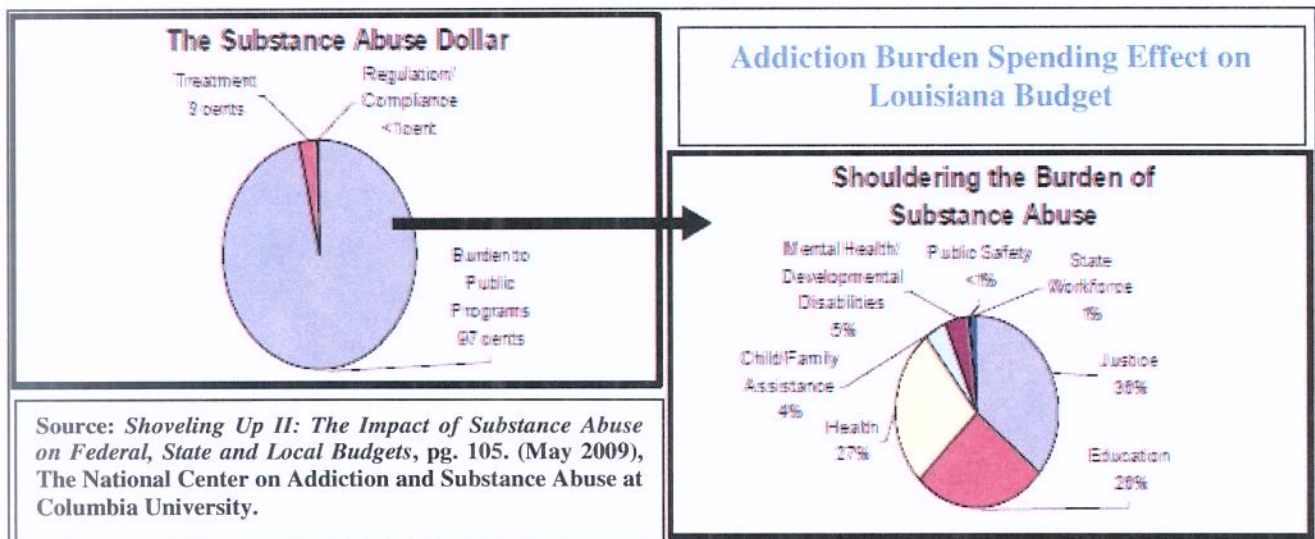 The Substance Abuse Dollar
Treatment
cents
Regulation/
Compliance
<1cent
Burden to
Public
Programs
97 cents
Addiction Burden Spending Effect on
Louisiana Budget
Shouldering the Burden of
Substance Abuse
Mental Health/
Developmental
Disabilities
5%
Public Safety
<1%
State
Workforce
1%
Child/Family
Assistance
4%
Justice
Health
27%
Education
Source: Shoveling Up II: The Impact of Substance Abuse
on Federal, State and Local Budgets, pg. 105. (May 2009),
The National Center on Addiction and Substance Abuse at
Columbia University.